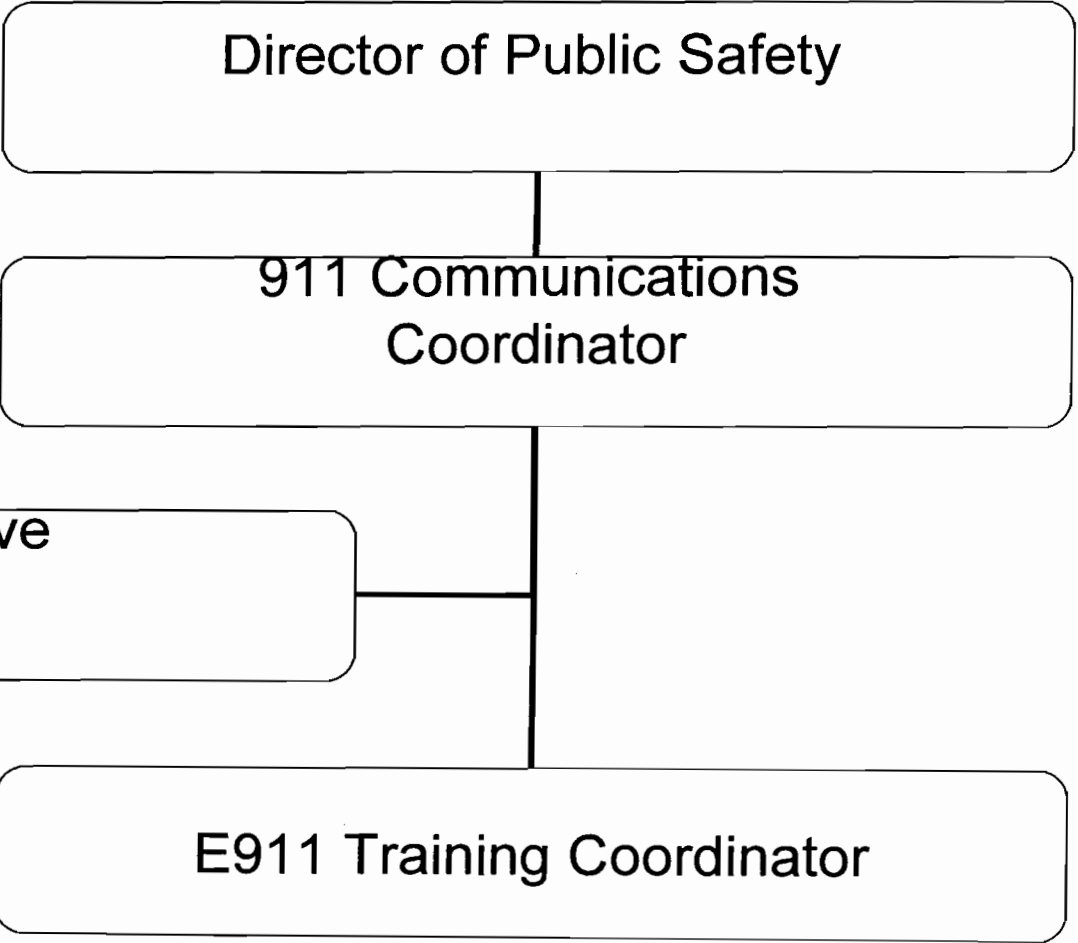 Director of Public Safety
911 Communications
Coordinator
ve
E911 Training Coordinator